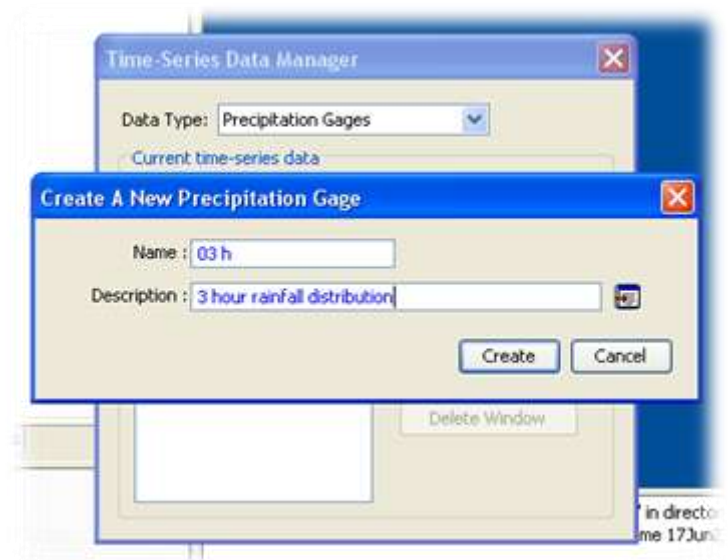 Time-Series Data Manager
Data Type: Precipitation Gages
Current time-series data
Create A New Precipitation Gage
Name : 03 h
Description : 3 hour rainfall distribution
Create Cancel
Delete Window
' in directo
me 17Jun